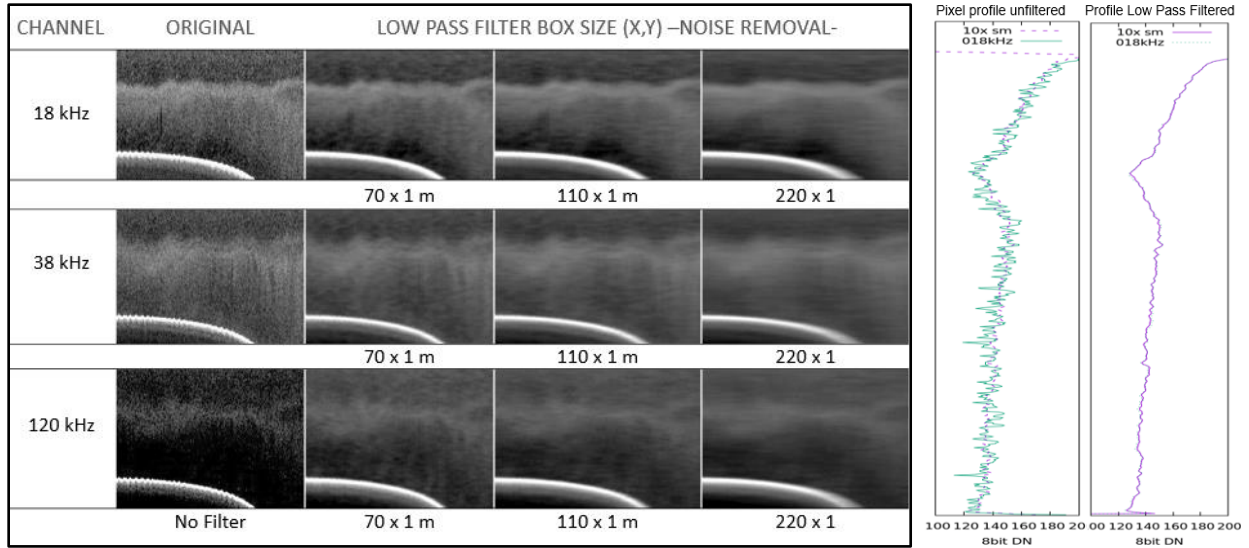 CHANNEL ORIGINAL LOW PASS FILTER BOX SIZE (X,Y) –NOISE REMOVAL-
18 kHz
70 x 1 m 110 x 1 m 220 x 1
38 kHz
70 x 1 m 110 x 1 m 220 x 1
120 kHz
No Filter 70 x 1 m 110 x 1 m 220 x 1
Pixel profile unfiltered
10x sm
018kHz
100 120 140 160 180 20
8bit DN
Profile Low Pass Filtered
10x sm
018kHz
00 120 140 160 180 200
8bit DN